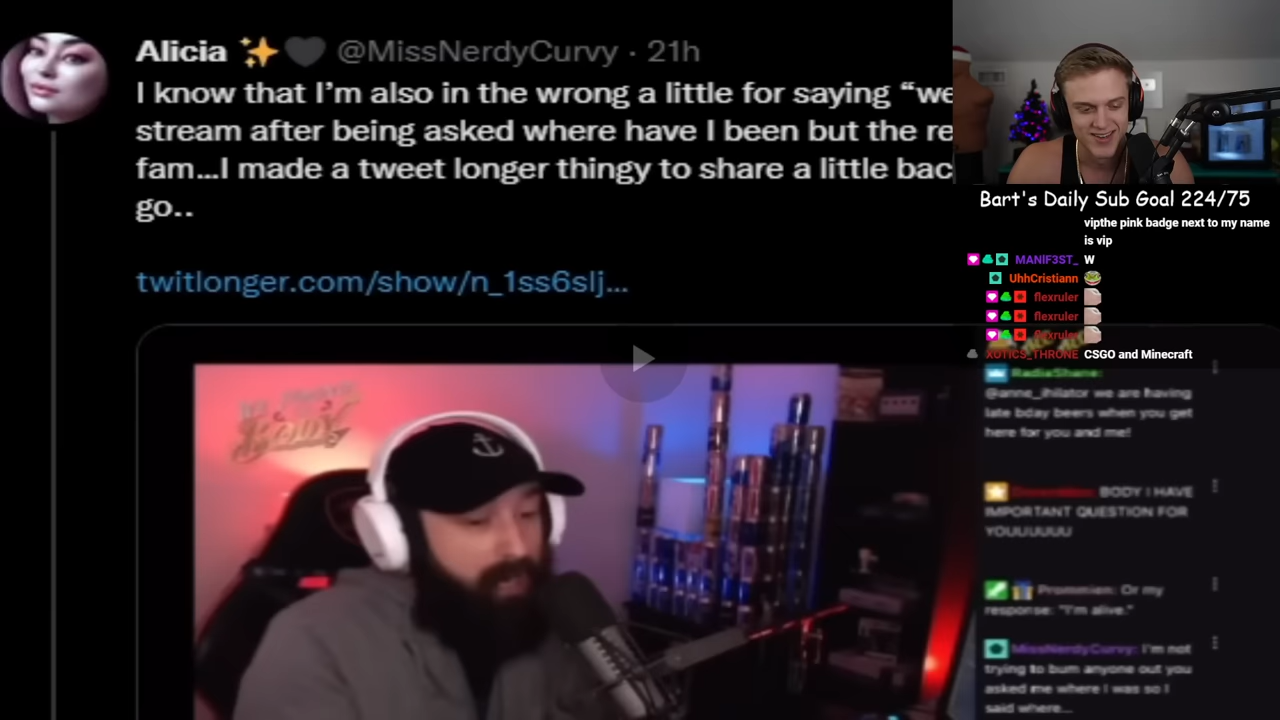 Alicia ✨🖤 @MissNerdyCurvy · 21h
I know that I'm also in the wrong a little for saying “we
stream after being asked where have I been but the re
fam...I made a tweet longer thingy to share a little bac
go..
twitlonger.com/show/n_1ss6slj...
Bart's Daily Sub Goal 224/75
vipthe pink badge next to my name
is vip
MANIF3ST_ W
UhhCristiann
flexruler
flexruler
flexruler
XOTICS_THRONE CSGO and Minecraft
RadiaShane:
@anne_ihilator we are having
late bday beers when you get
here for you and me!
BODY I HAVE
IMPORTANT QUESTION FOR
YOUUUUUU
Prommien: Or my
response: "I'm alive."
MissNerdyCurvy: I'm not
trying to bum anyone out you
asked me where I was so I
said where...